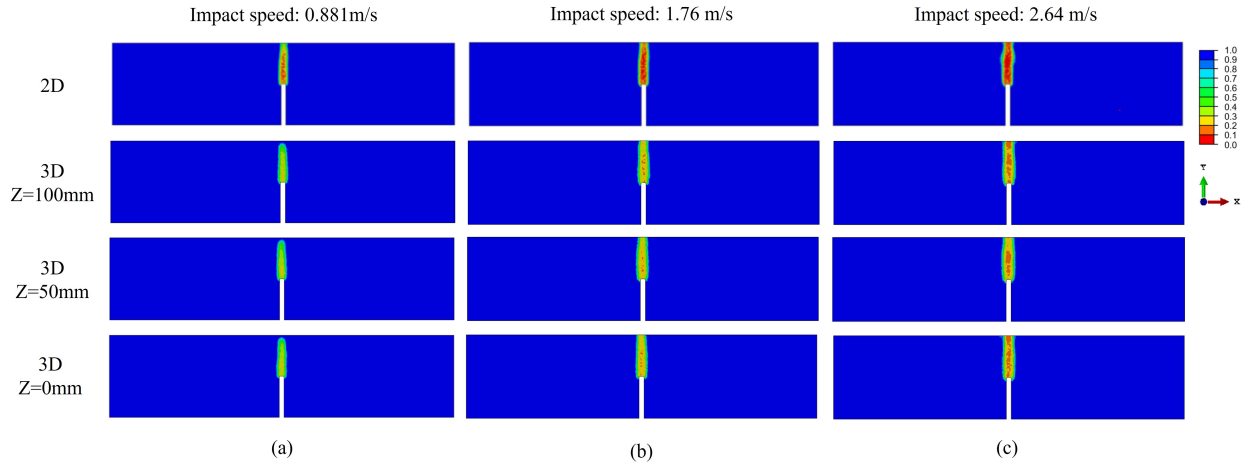 Impact speed: 0.881m/s
Impact speed: 1.76 m/s
Impact speed: 2.64 m/s
2D
1.0
0.9
0.8
0.7
0.6
0.5
0.4
0.3
0.2
0.1
0.0
3D
Z=100mm
Y
X
3D
Z=50mm
3D
Z=0mm
(a)
(b)
(c)